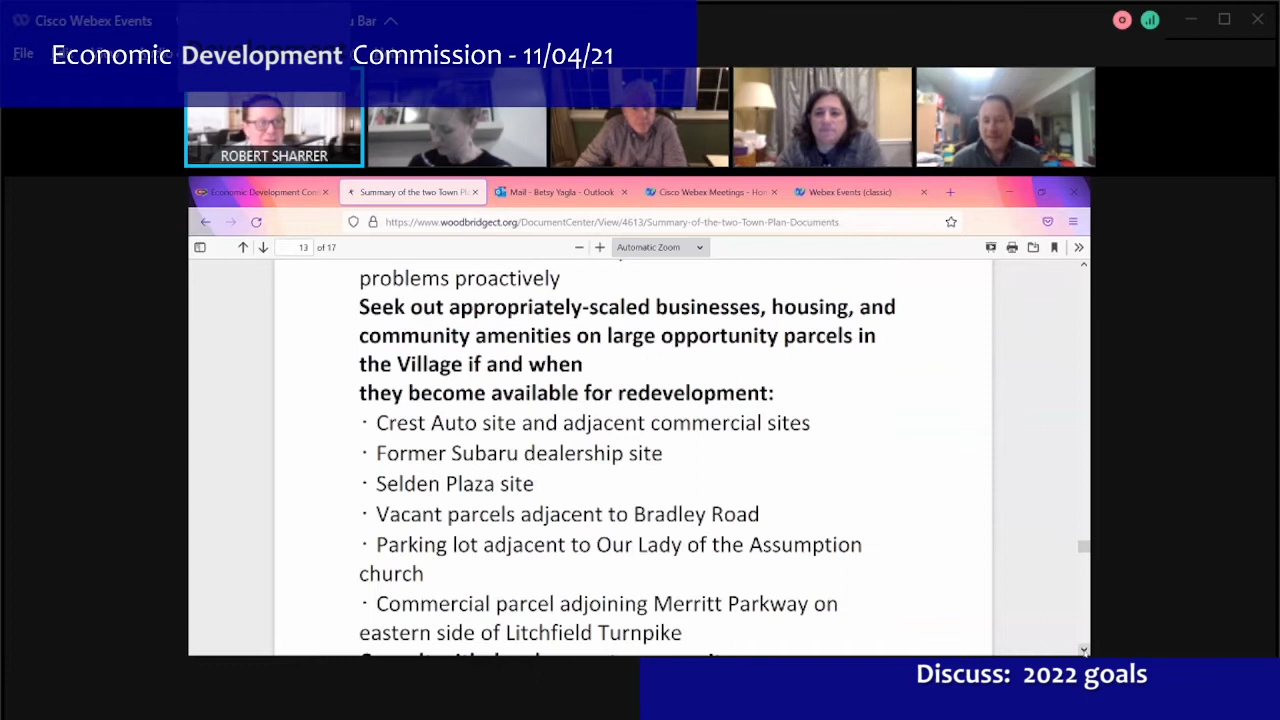 Cisco Webex Events
Bar
File
Economic Development Commission - 11/04/21
ROBERT SHARRER
Economic Development Com
Summary of the two Town Pl
Mail - Betsy Yagla - Outlook
Cisco Webex Meetings - Ho
Webex Events (classic)
https://www.woodbridgect.org/DocumentCenter/View/4613/Summary-of-the-two-Town-Plan-Documents
13 of 17
Automatic Zoom
problems proactively
Seek out appropriately-scaled businesses, housing, and
community amenities on large opportunity parcels in
the Village if and when
they become available for redevelopment:
· Crest Auto site and adjacent commercial sites
· Former Subaru dealership site
· Selden Plaza site
· Vacant parcels adjacent to Bradley Road
· Parking lot adjacent to Our Lady of the Assumption
church
· Commercial parcel adjoining Merritt Parkway on
eastern side of Litchfield Turnpike
Discuss: 2022 goals